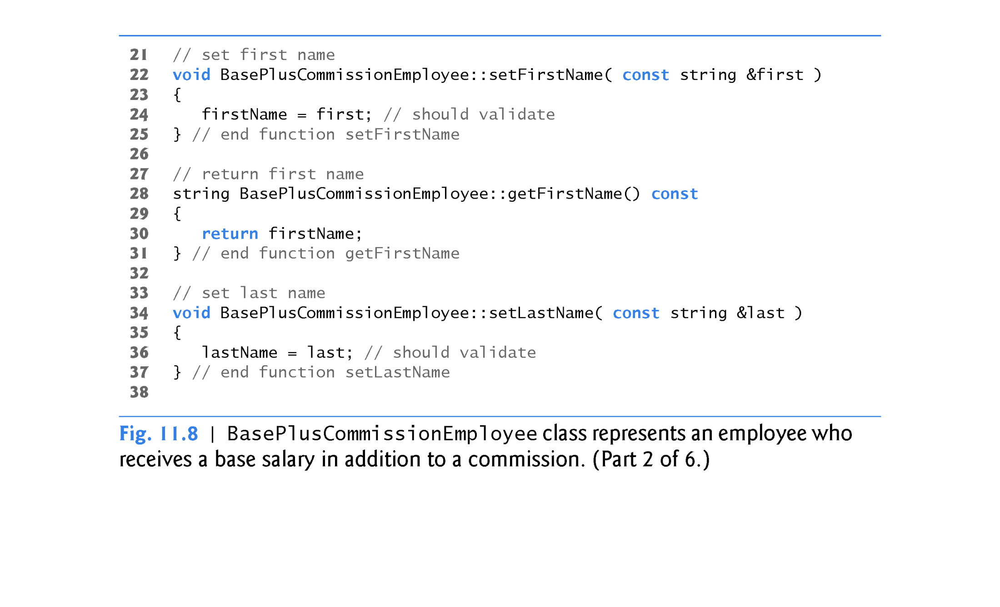 21 // set first name
22 void BasePlusCommissionEmployee::setFirstName( const string &first )
23 {
24    firstName = first; // should validate
25 } // end function setFirstName
26
27 // return first name
28 string BasePlusCommissionEmployee::getFirstName() const
29 {
30    return firstName;
31 } // end function getFirstName
32
33 // set last name
34 void BasePlusCommissionEmployee::setLastName( const string &last )
35 {
36    lastName = last; // should validate
37 } // end function setLastName
38
Fig. 11.8 | BasePlusCommissionEmployee class represents an employee who
receives a base salary in addition to a commission. (Part 2 of 6.)